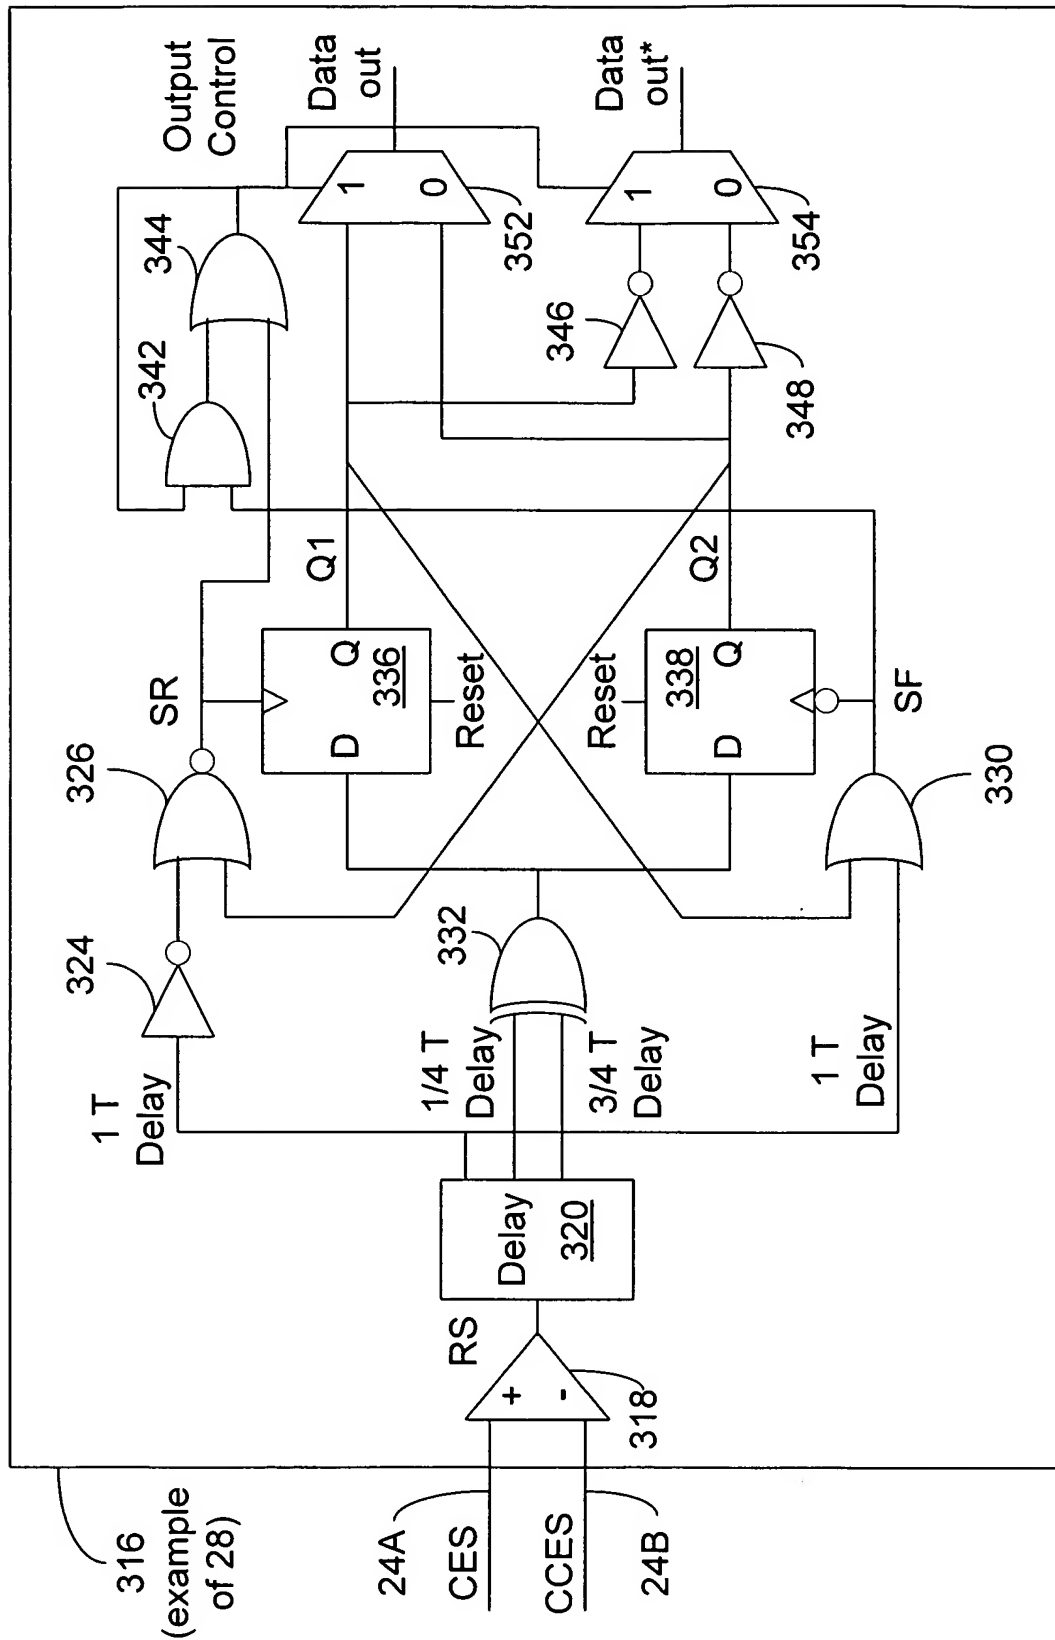 316
(example
of 28)
24A
CES
CCES
24B
RS
+
-
318
Delay
320
1 T
Delay
1/4 T
Delay
3/4 T
Delay
1 T
Delay
324
326
332
330
SR
D
Q
336
Reset
Q1
Reset
D
Q
338
Q2
SF
342
344
Output
Control
346
348
1
0
352
Data
out
1
0
354
Data
out*